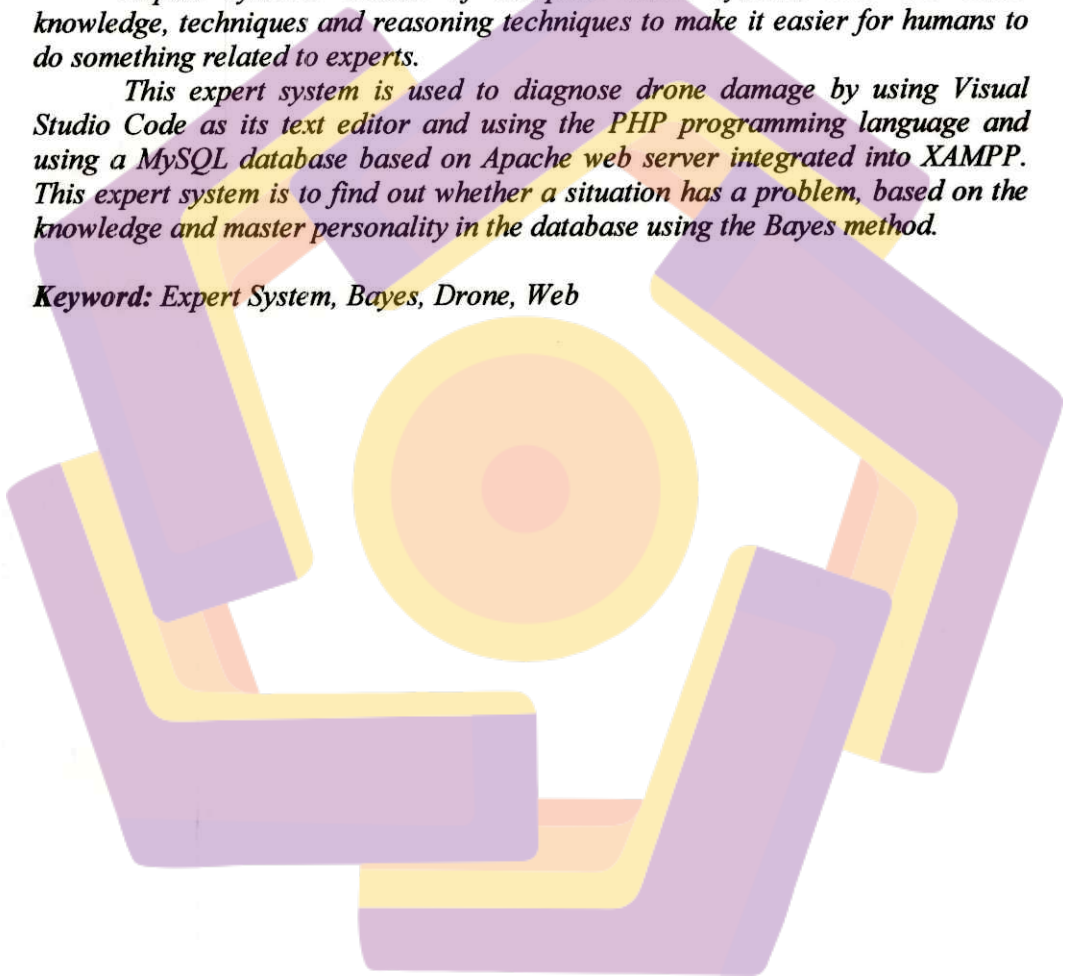 knowledge, techniques and reasoning techniques to make it easier for humans to
do something related to experts.
This expert system is used to diagnose drone damage by using Visual
Studio Code as its text editor and using the PHP programming language and
using a MySQL database based on Apache web server integrated into XAMPP.
This expert system is to find out whether a situation has a problem, based on the
knowledge and master personality in the database using the Bayes method.
Keyword: Expert System, Bayes, Drone, Web